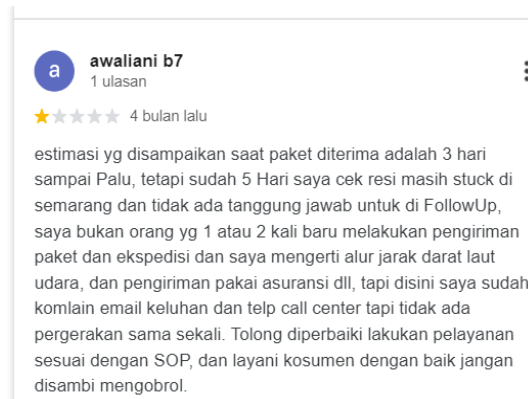 awaliani b7
1 ulasan
4 bulan lalu
estimasi yg disampaikan saat paket diterima adalah 3 hari
sampai Palu, tetapi sudah 5 Hari saya cek resi masih stuck di
semarang dan tidak ada tanggung jawab untuk di FollowUp,
saya bukan orang yg 1 atau 2 kali baru melakukan pengiriman
paket dan ekspedisi dan saya mengerti alur jarak darat laut
udara, dan pengiriman pakai asuransi dll, tapi disini saya sudah
komlain email keluhan dan telp call center tapi tidak ada
pergerakan sama sekali. Tolong diperbaiki lakukan pelayanan
sesuai dengan SOP, dan layani kosumen dengan baik jangan
disambi mengobrol.